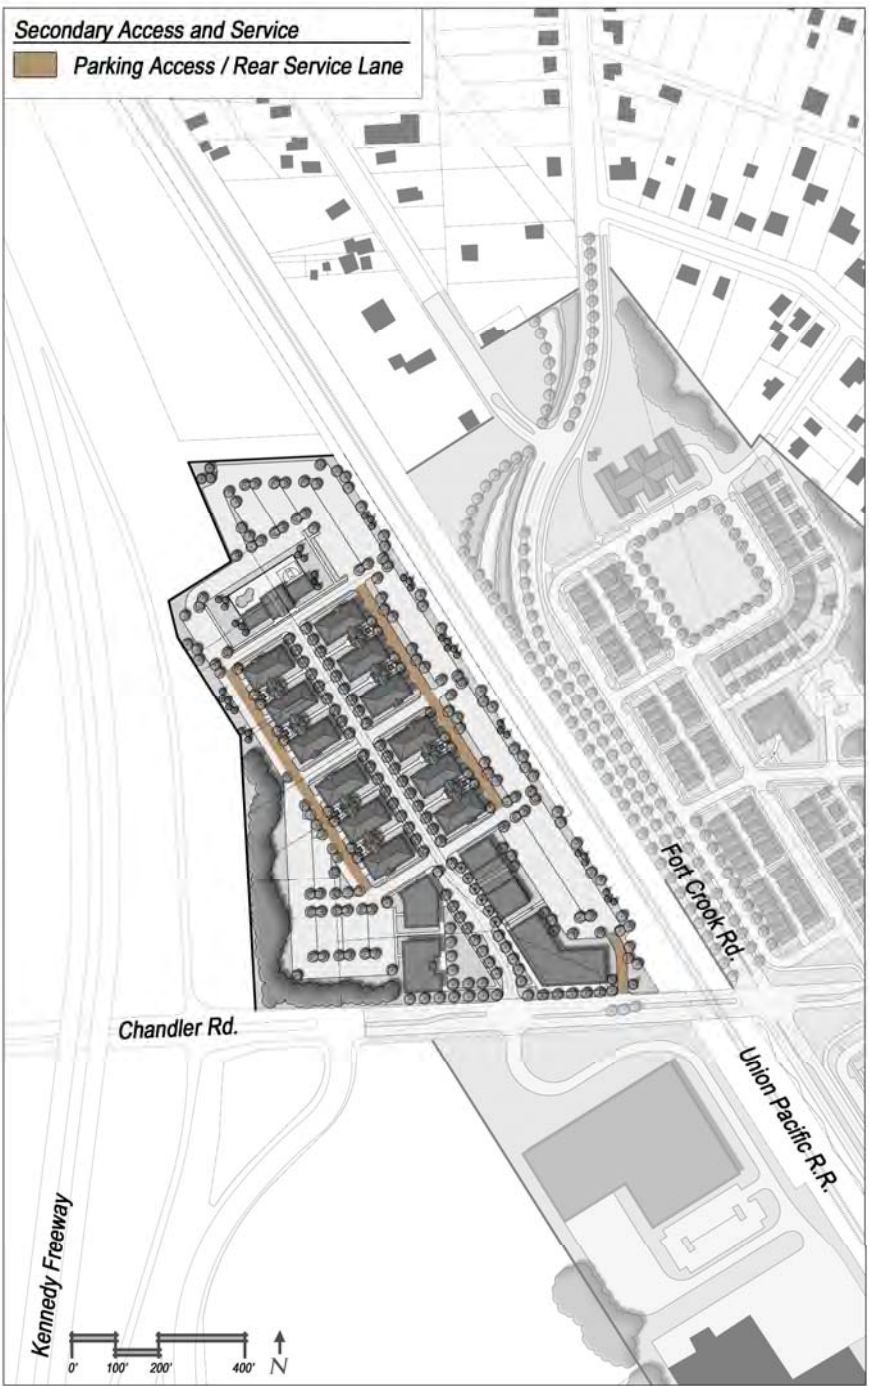 Secondary Access and Service
Parking Access / Rear Service Lane
Fort Crook Rd.
Chandler Rd.
Union Pacific R.R.
Kennedy Freeway
0' 100' 200' 400'
N